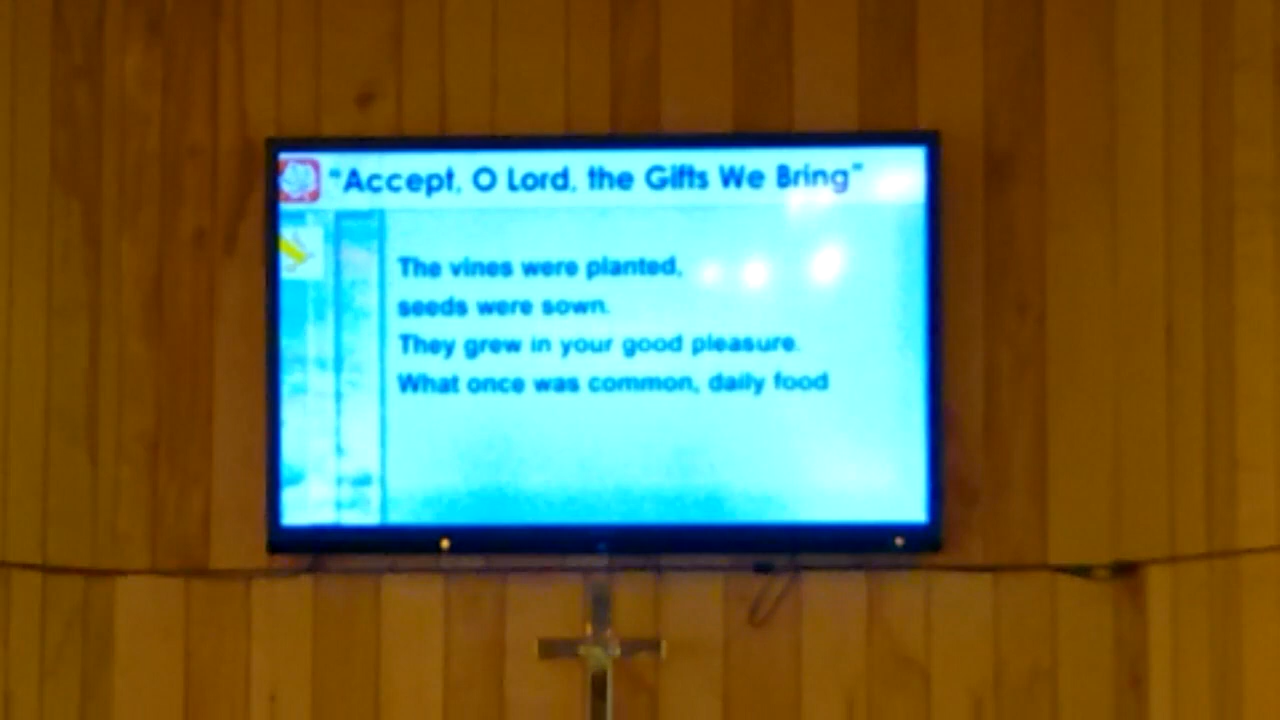 "Accept, O Lord, the Gifts We Bring"
The vines were planted,
seeds were sown.
They grew in your good pleasure.
What once was common, daily food